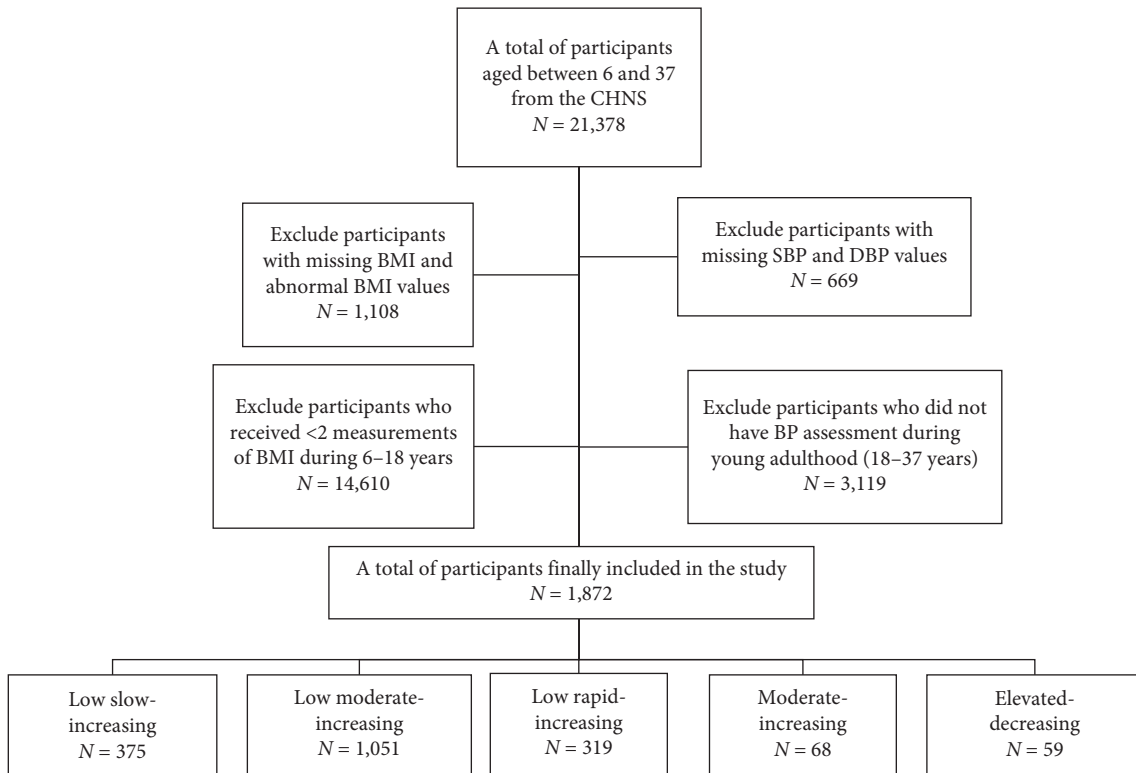 A total of participants
aged between 6 and 37
from the CHNS
N = 21,378
Exclude participants
with missing BMI and
abnormal BMI values
N = 1,108
Exclude participants with
missing SBP and DBP values
N = 669
Exclude participants who
received <2 measurements
of BMI during 6–18 years
N = 14,610
Exclude participants who did not
have BP assessment during
young adulthood (18–37 years)
N = 3,119
A total of participants finally included in the study
N = 1,872
Low slow-
increasing
N = 375
Low moderate-
increasing
N = 1,051
Low rapid-
increasing
N = 319
Moderate-
increasing
N = 68
Elevated-
decreasing
N = 59